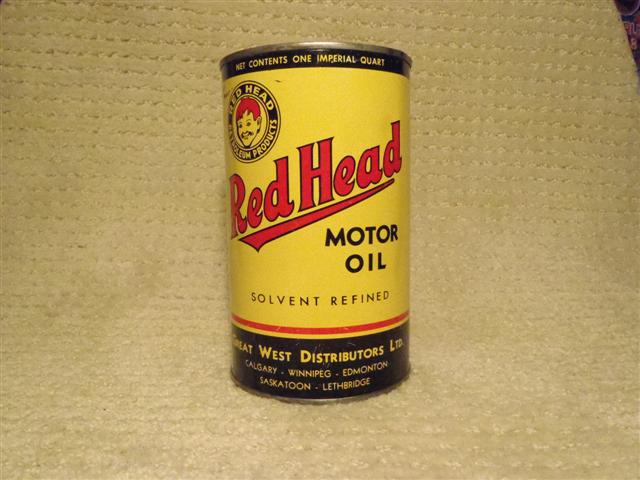 NET CONTENTS ONE IMPERIAL QUART
RED HEAD
PETROLEUM PRODUCTS
Red Head
MOTOR
OIL
SOLVENT REFINED
GREAT WEST DISTRIBUTORS LTD.
CALGARY - WINNIPEG - EDMONTON
SASKATOON - LETHBRIDGE